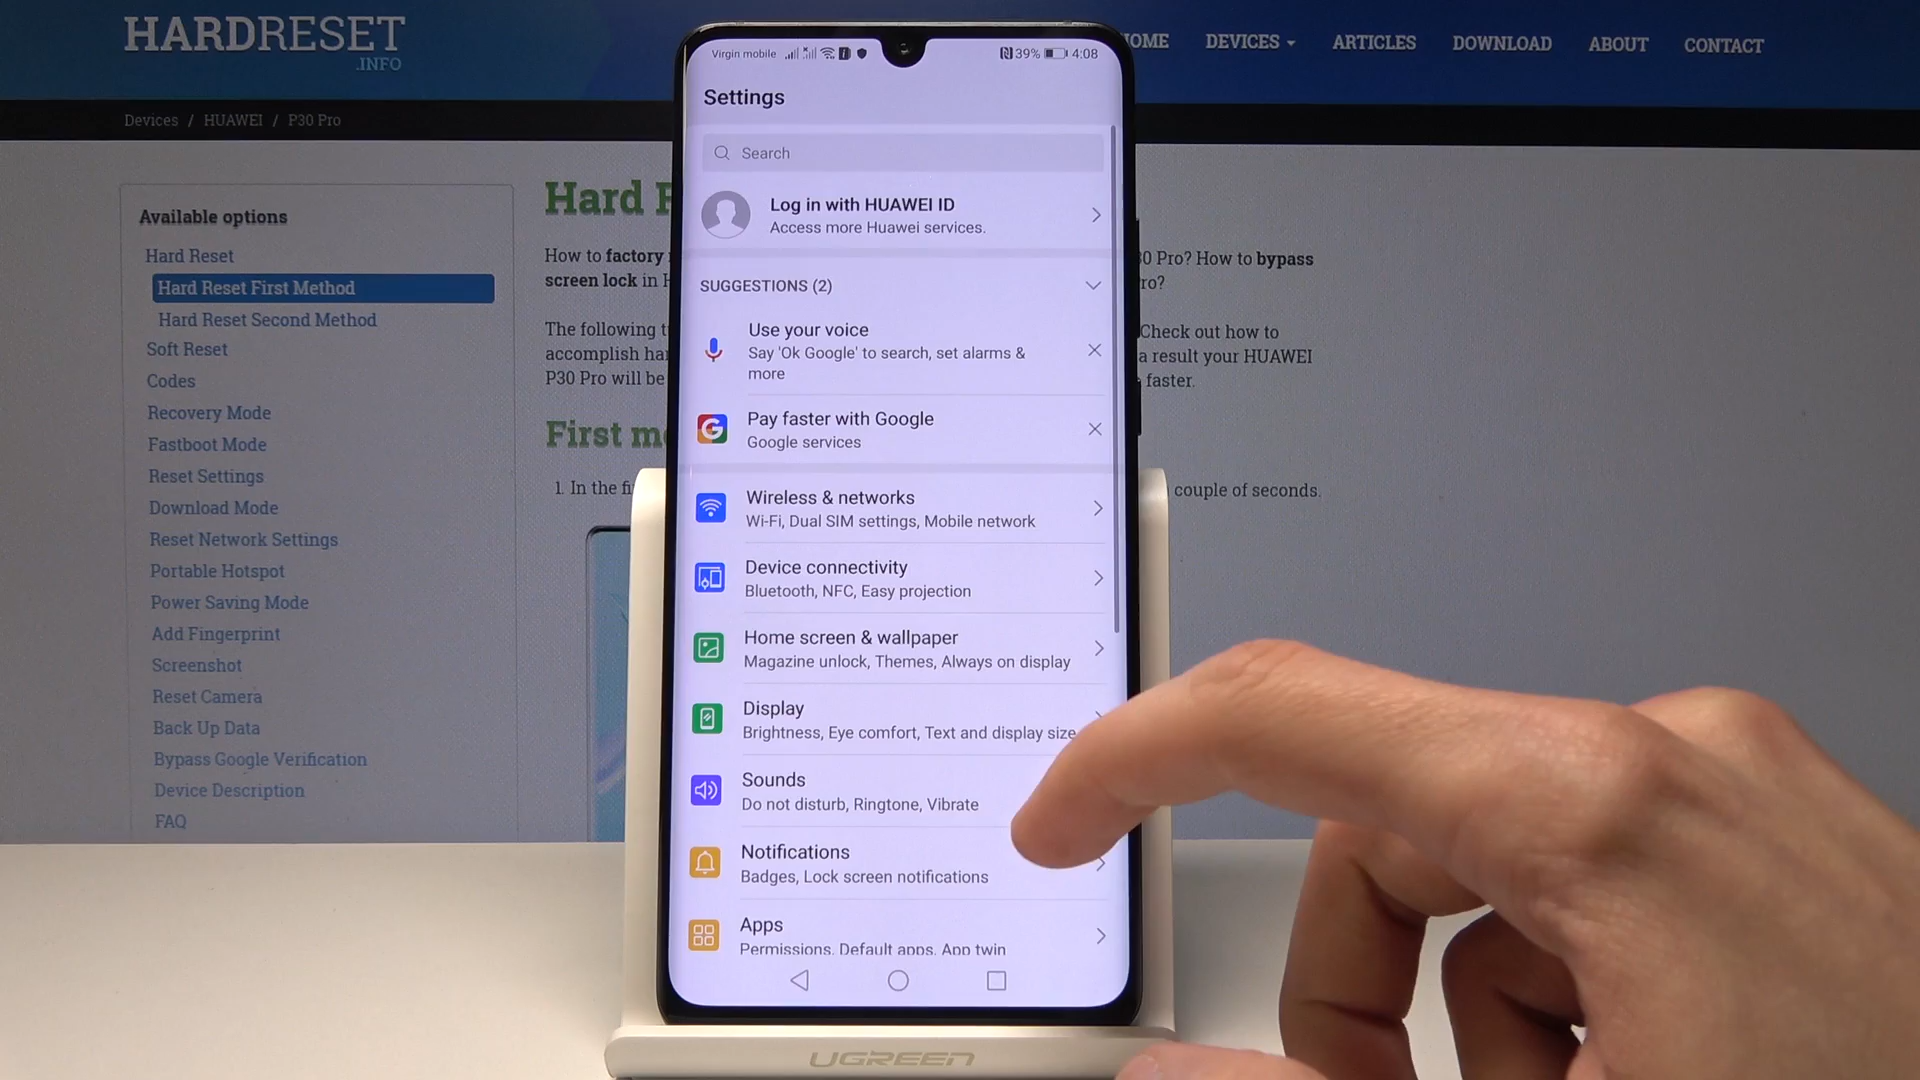 HARDRESET
.INFO
HOME
DEVICES
ARTICLES
DOWNLOAD
ABOUT
CONTACT
Devices / HUAWEI / P30 Pro
Available options
Hard Reset
Hard Reset First Method
Hard Reset Second Method
Soft Reset
Codes
Recovery Mode
Fastboot Mode
Reset Settings
Download Mode
Reset Network Settings
Portable Hotspot
Power Saving Mode
Add Fingerprint
Screenshot
Reset Camera
Back Up Data
Bypass Google Verification
Device Description
FAQ
Hard
How to factory
Pro? How to bypass
screen lock in
The following
Check out how to
accomplish
a result your HUAWEI
P30 Pro will be
faster.
First
1. In the
couple of seconds.
Virgin mobile
39% 4:08
Settings
Search
Log in with HUAWEI ID
Access more Huawei services.
SUGGESTIONS (2)
Use your voice
Say 'Ok Google' to search, set alarms &
more
Pay faster with Google
Google services
Wireless & networks
Wi-Fi, Dual SIM settings, Mobile network
Device connectivity
Bluetooth, NFC, Easy projection
Home screen & wallpaper
Magazine unlock, Themes, Always on display
Display
Brightness, Eye comfort, Text and display size
Sounds
Do not disturb, Ringtone, Vibrate
Notifications
Badges, Lock screen notifications
Apps
Permissions, Default apps, App twin
UGREEN